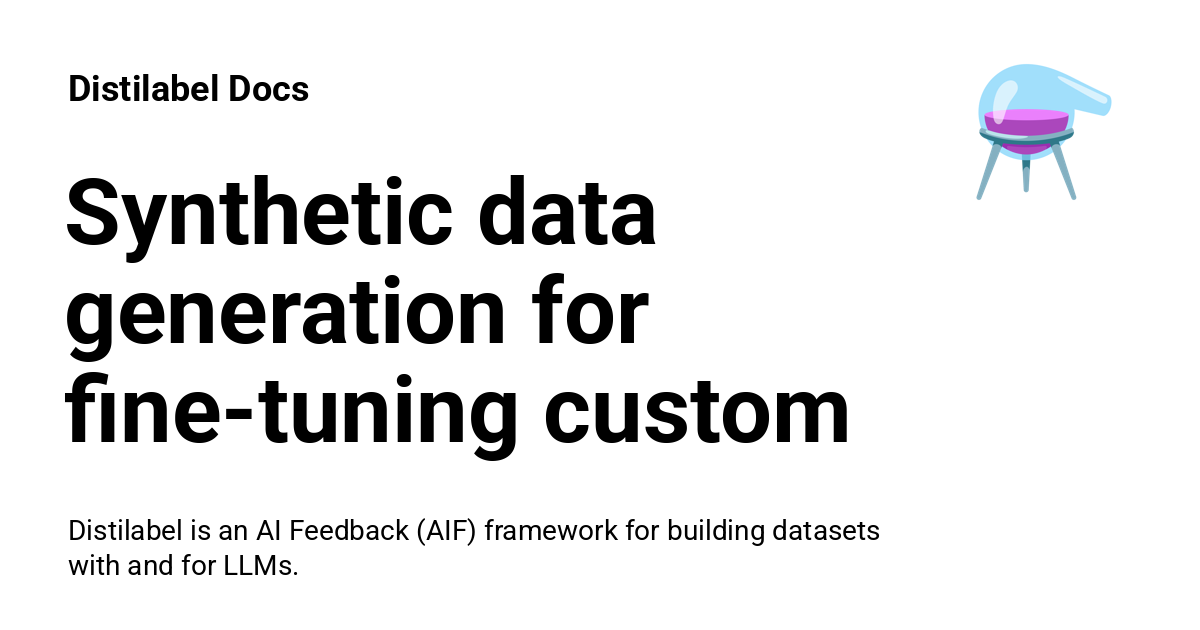 Distilabel Docs
Synthetic data
generation for
fine-tuning custom
Distilabel is an AI Feedback (AIF) framework for building datasets
with and for LLMs.